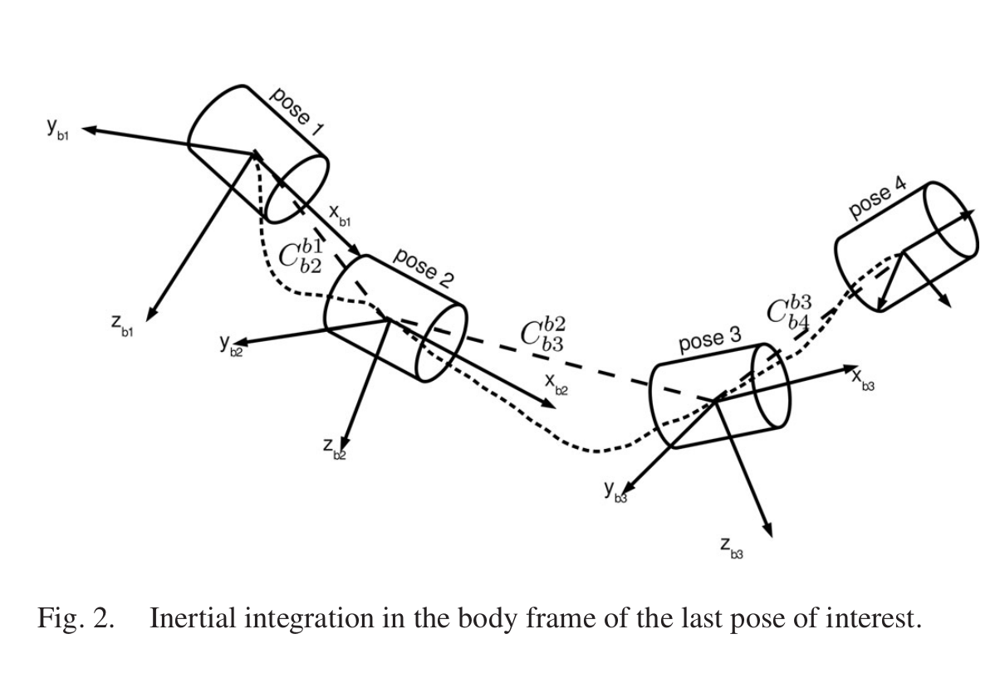 pose 1
y_b1
x_b1
z_b1
C^{b1}_{b2}
pose 2
y_b2
x_b2
z_b2
C^{b2}_{b3}
pose 3
x_b3
y_b3
z_b3
C^{b3}_{b4}
pose 4
Fig. 2. Inertial integration in the body frame of the last pose of interest.